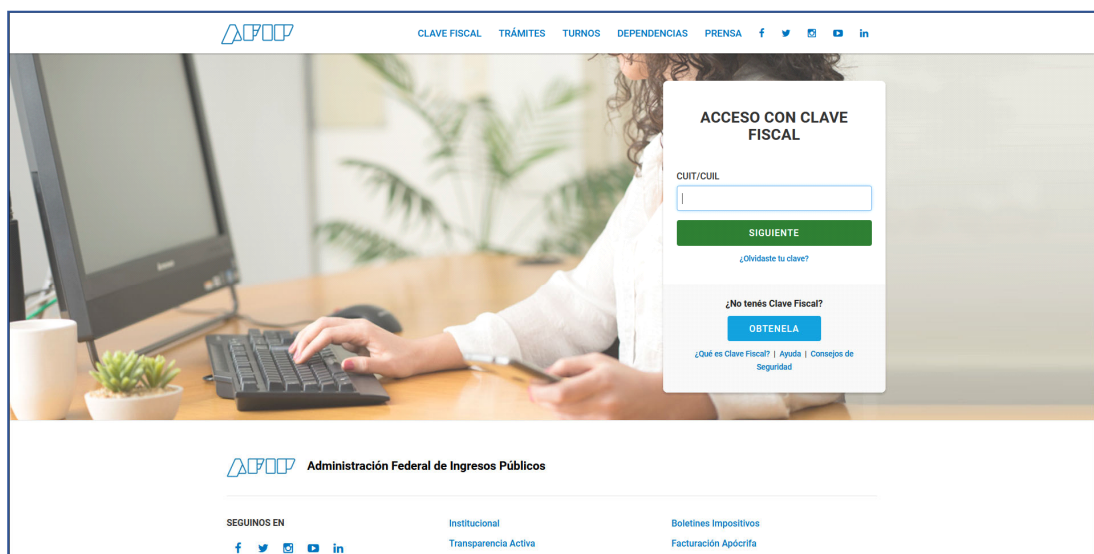 AFIP
CLAVE FISCAL TRÁMITES TURNOS DEPENDENCIAS PRENSA
ACCESO CON CLAVE
FISCAL
CUIT/CUIL
SIGUIENTE
¿Olvidaste tu clave?
¿No tenés Clave Fiscal?
OBTENELA
¿Qué es Clave Fiscal? | Ayuda | Consejos de
Seguridad
AFIP Administración Federal de Ingresos Públicos
SEGUINOS EN
Institucional
Boletines Impositivos
Transparencia Activa
Facturación Apócrifa